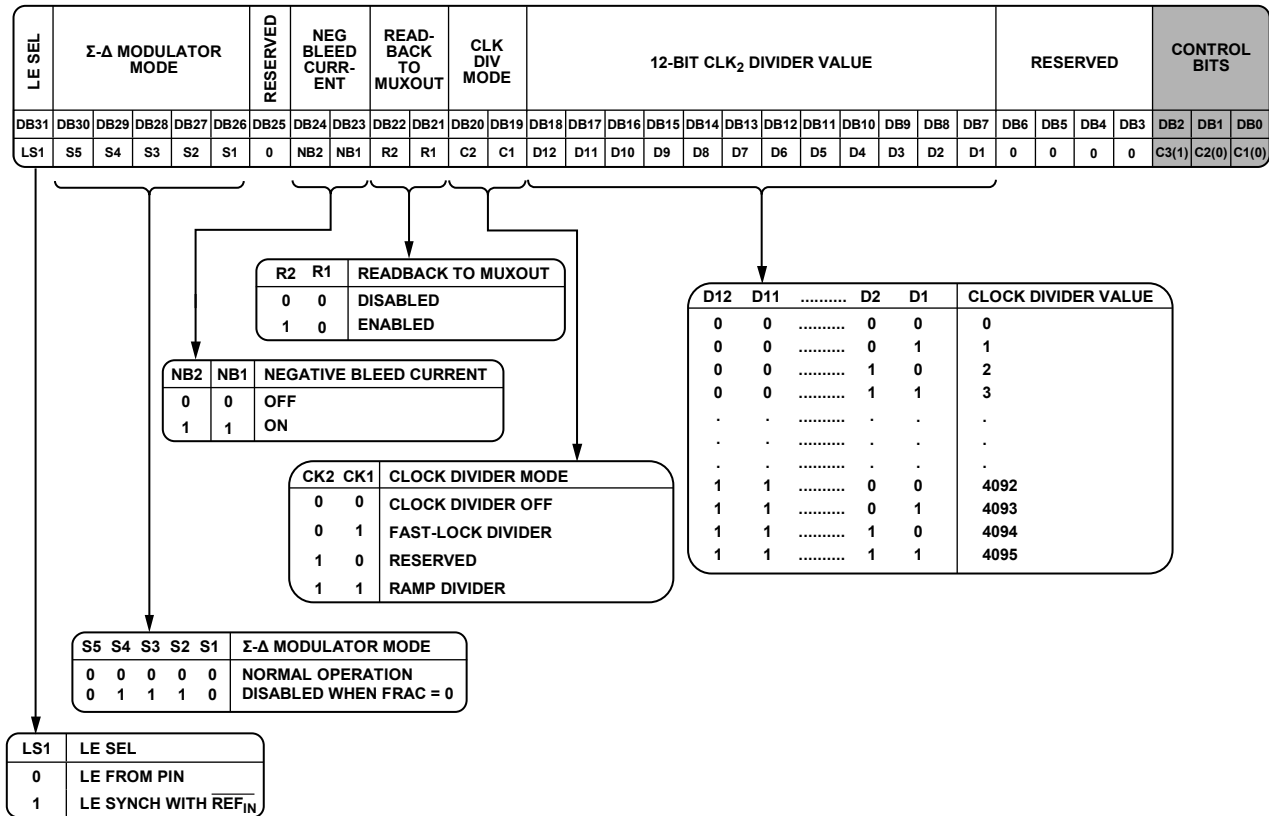 LE SEL
Σ-Δ MODULATOR
MODE
RESERVED
NEG
BLEED
CURR-
ENT
READ-
BACK
TO
MUXOUT
CLK
DIV
MODE
12-BIT CLK₂ DIVIDER VALUE
RESERVED
CONTROL
BITS
DB31 DB30 DB29 DB28 DB27 DB26 DB25 DB24 DB23 DB22 DB21 DB20 DB19 DB18 DB17 DB16 DB15 DB14 DB13 DB12 DB11 DB10 DB9 DB8 DB7 DB6 DB5 DB4 DB3 DB2 DB1 DB0
LS1 S5 S4 S3 S2 S1 0 NB2 NB1 R2 R1 C2 C1 D12 D11 D10 D9 D8 D7 D6 D5 D4 D3 D2 D1 0 0 0 0 C3(1) C2(0) C1(0)
R2 R1 READBACK TO MUXOUT
0 0 DISABLED
1 0 ENABLED
D12 D11 .......... D2 D1 CLOCK DIVIDER VALUE
0 0 .......... 0 0 0
0 0 .......... 0 1 1
0 0 .......... 1 0 2
0 0 .......... 1 1 3
. . .......... . . .
. . .......... . . .
. . .......... . . .
1 1 .......... 0 0 4092
1 1 .......... 0 1 4093
1 1 .......... 1 0 4094
1 1 .......... 1 1 4095
NB2 NB1 NEGATIVE BLEED CURRENT
0 0 OFF
1 1 ON
CK2 CK1 CLOCK DIVIDER MODE
0 0 CLOCK DIVIDER OFF
0 1 FAST-LOCK DIVIDER
1 0 RESERVED
1 1 RAMP DIVIDER
S5 S4 S3 S2 S1 Σ-Δ MODULATOR MODE
0 0 0 0 0 NORMAL OPERATION
0 1 1 1 0 DISABLED WHEN FRAC = 0
LS1 LE SEL
0 LE FROM PIN
1 LE SYNCH WITH R̅E̅F̅I̅N̅